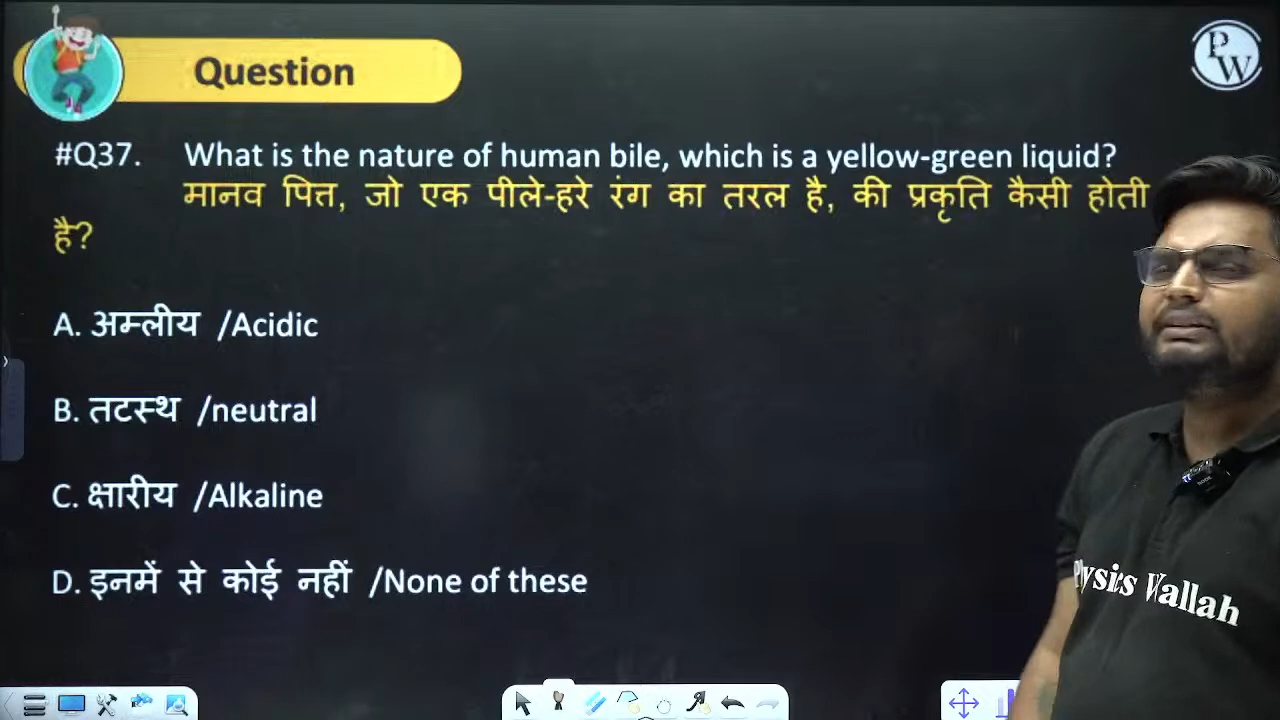 Question
PW
#Q37. What is the nature of human bile, which is a yellow-green liquid?
मानव पित्त, जो एक पीले-हरे रंग का तरल है, की प्रकृति कैसी होती
है?
A. अम्लीय /Acidic
B. तटस्थ /neutral
C. क्षारीय /Alkaline
D. इनमें से कोई नहीं /None of these
Physics Wallah